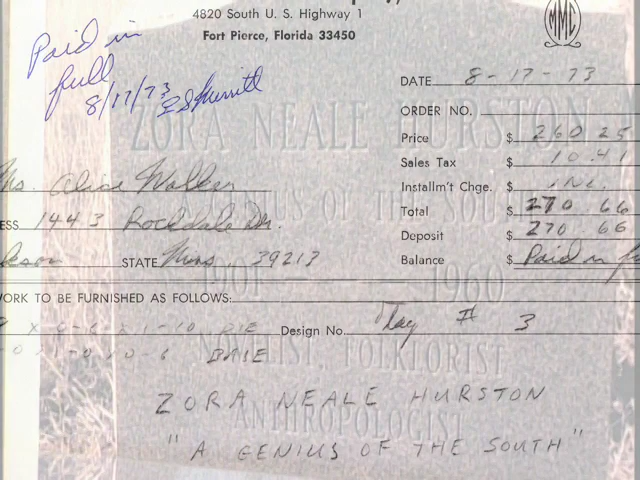 4820 South U. S. Highway 1
Fort Pierce, Florida 33450
MMC
Paid in
full
8/17/73
DATE 8-17-73
ORDER NO.
Price $ 260 25
Sales Tax $ 10.41
Installm't Chge. $ inc.
Total $ 270 66
Deposit $ 270 66
Balance $ Paid in
Ms. Alice Walker
ESS 1443 Rockdale Dr.
kson STATE Miss. 39213
WORK TO BE FURNISHED AS FOLLOWS:
Design No. # 3
BASE
ZORA NEALE HURSTON
"A GENIUS OF THE SOUTH"
ZORA NEALE HURSTON
GENIUS OF THE SOUTH
1901 1960
NOVELIST, FOLKLORIST
ANTHROPOLOGIST